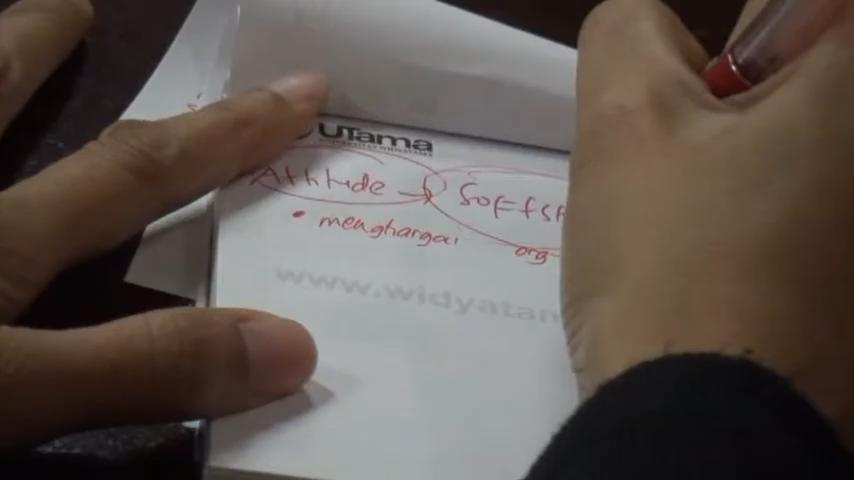 UTama
Attitude → Softsk
• menghargai org
www.widyatam